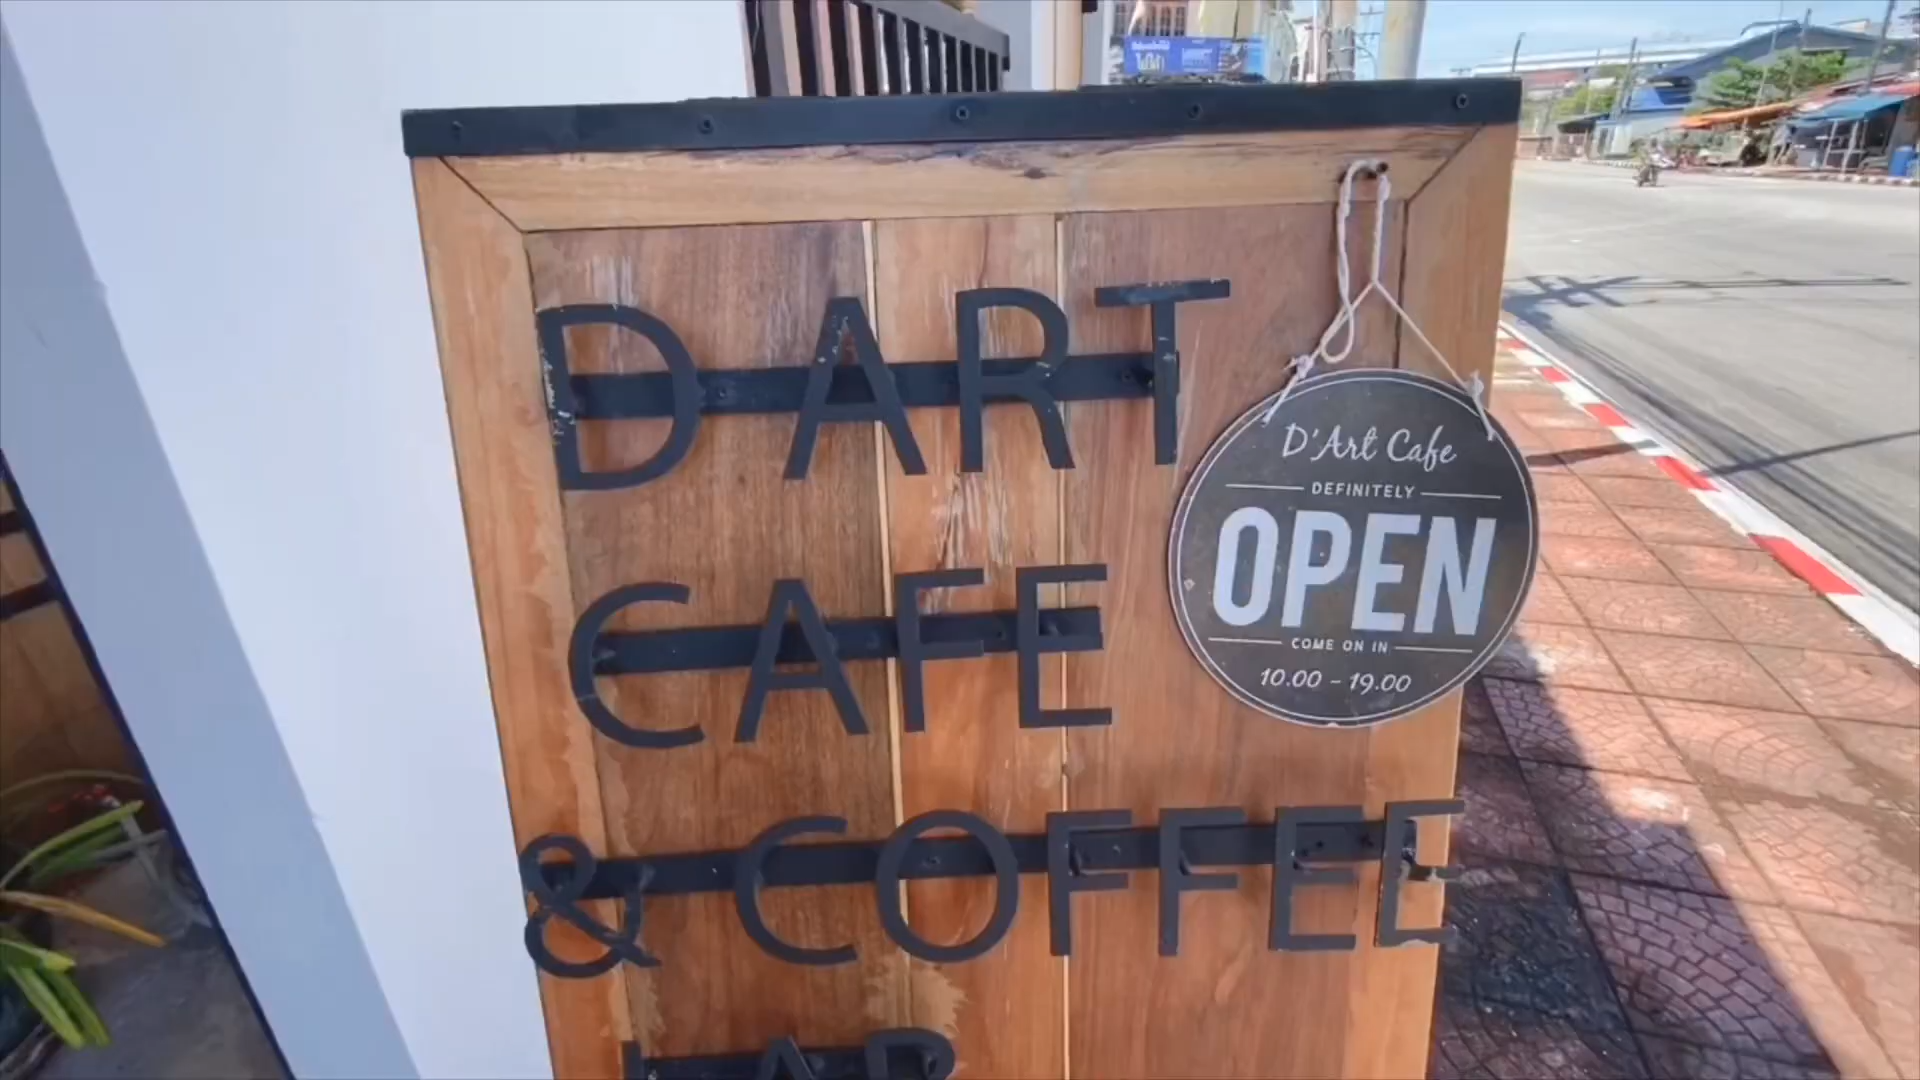 D ART
CAFE
& COFFEE
D'Art Cafe
DEFINITELY
OPEN
COME ON IN
10.00 - 19.00